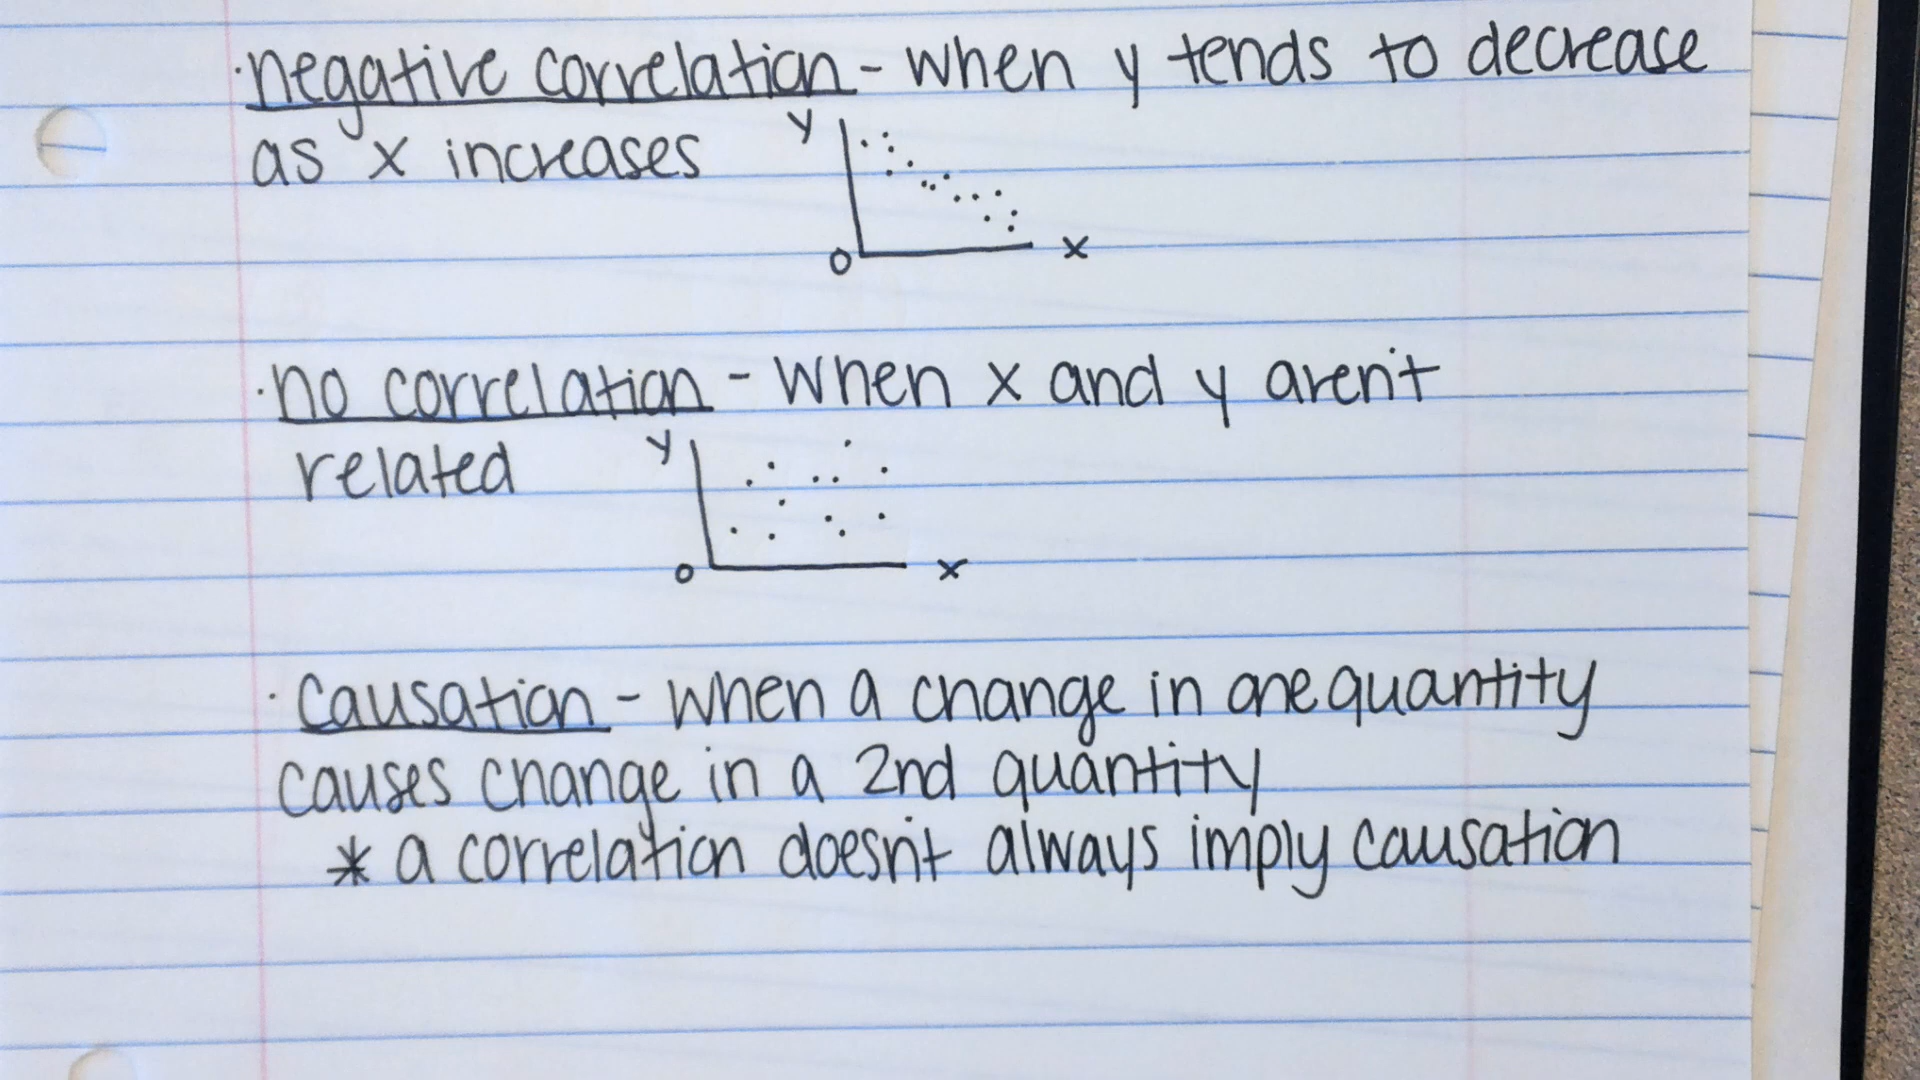 ·negative correlation - when y tends to decrease
as x increases
y
0 x
·no correlation - when x and y aren't
related
y
0 x
·causation - when a change in one quantity
causes change in a 2nd quantity
* a correlation doesn't always imply causation